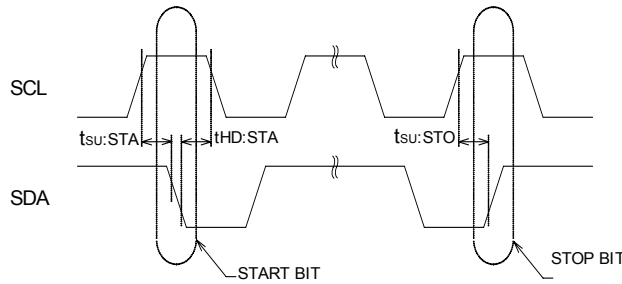 SCL
tSU:STA
tHD:STA
tSU:STO
SDA
START BIT
STOP BIT